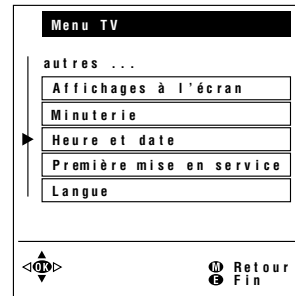 Menu TV
autres ...
Affichages à l'écran
Minuterie
Heure et date
Première mise en service
Langue
OK
M Retour
E Fin